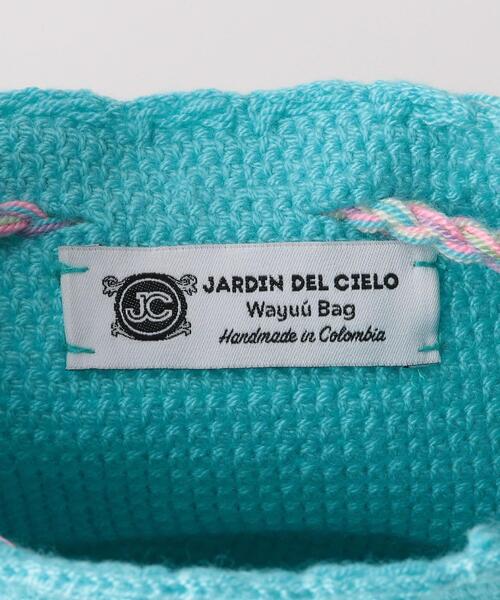 JC
JARDIN DEL CIELO
Wayuú Bag
Handmade in Colombia